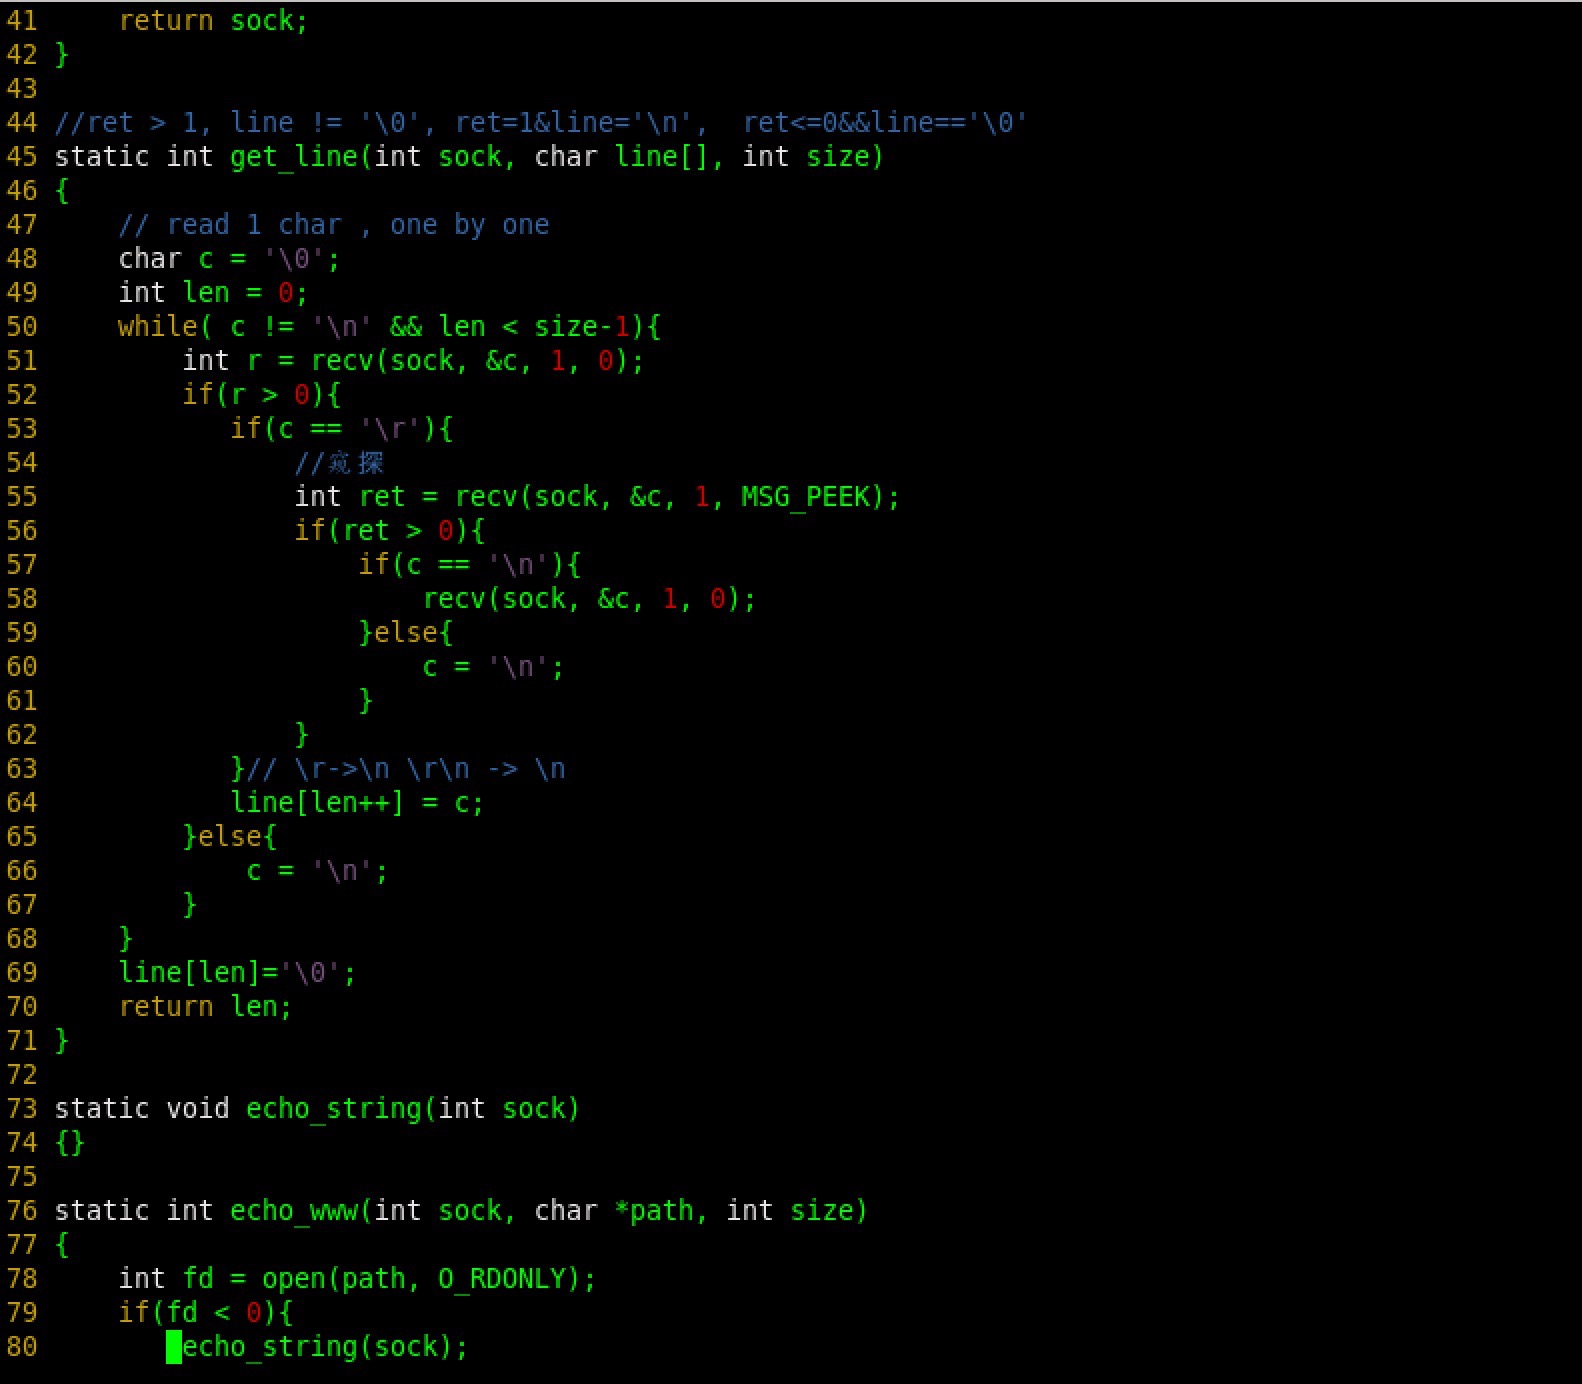 41     return sock;
42 }
43
44 //ret > 1, line != '\0', ret=1&line='\n',  ret<=0&&line=='\0'
45 static int get_line(int sock, char line[], int size)
46 {
47     // read 1 char , one by one
48     char c = '\0';
49     int len = 0;
50     while( c != '\n' && len < size-1){
51         int r = recv(sock, &c, 1, 0);
52         if(r > 0){
53            if(c == '\r'){
54                //窥探
55                int ret = recv(sock, &c, 1, MSG_PEEK);
56                if(ret > 0){
57                    if(c == '\n'){
58                        recv(sock, &c, 1, 0);
59                    }else{
60                        c = '\n';
61                    }
62                }
63            }// \r->\n \r\n -> \n
64            line[len++] = c;
65         }else{
66             c = '\n';
67         }
68     }
69     line[len]='\0';
70     return len;
71 }
72
73 static void echo_string(int sock)
74 {}
75
76 static int echo_www(int sock, char *path, int size)
77 {
78     int fd = open(path, O_RDONLY);
79     if(fd < 0){
80         echo_string(sock);